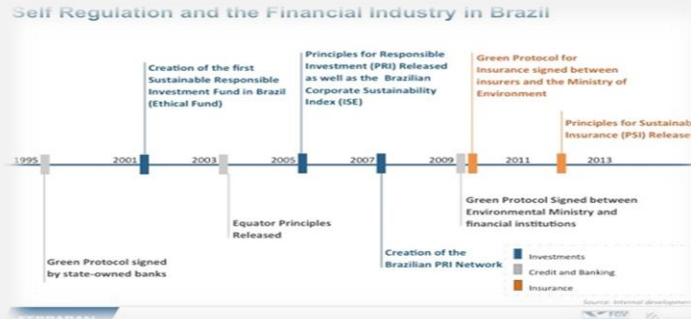 Self Regulation and the Financial Industry in Brazil
Creation of the first
Sustainable Responsible
Investment Fund in Brazil
(Ethical Fund)
Principles for Responsible
Investment (PRI) Released
as well as the Brazilian
Corporate Sustainability
Index (ISE)
Green Protocol for
Insurance signed between
insurers and the Ministry of
Environment
Principles for Sustainab
Insurance (PSI) Release
1995
2001
2003
2005
2007
2009
2011
2013
Green Protocol signed
by state-owned banks
Equator Principles
Released
Creation of the
Brazilian PRI Network
Green Protocol Signed between
Environmental Ministry and
financial institutions
Investments
Credit and Banking
Insurance
Source: Internal developmen